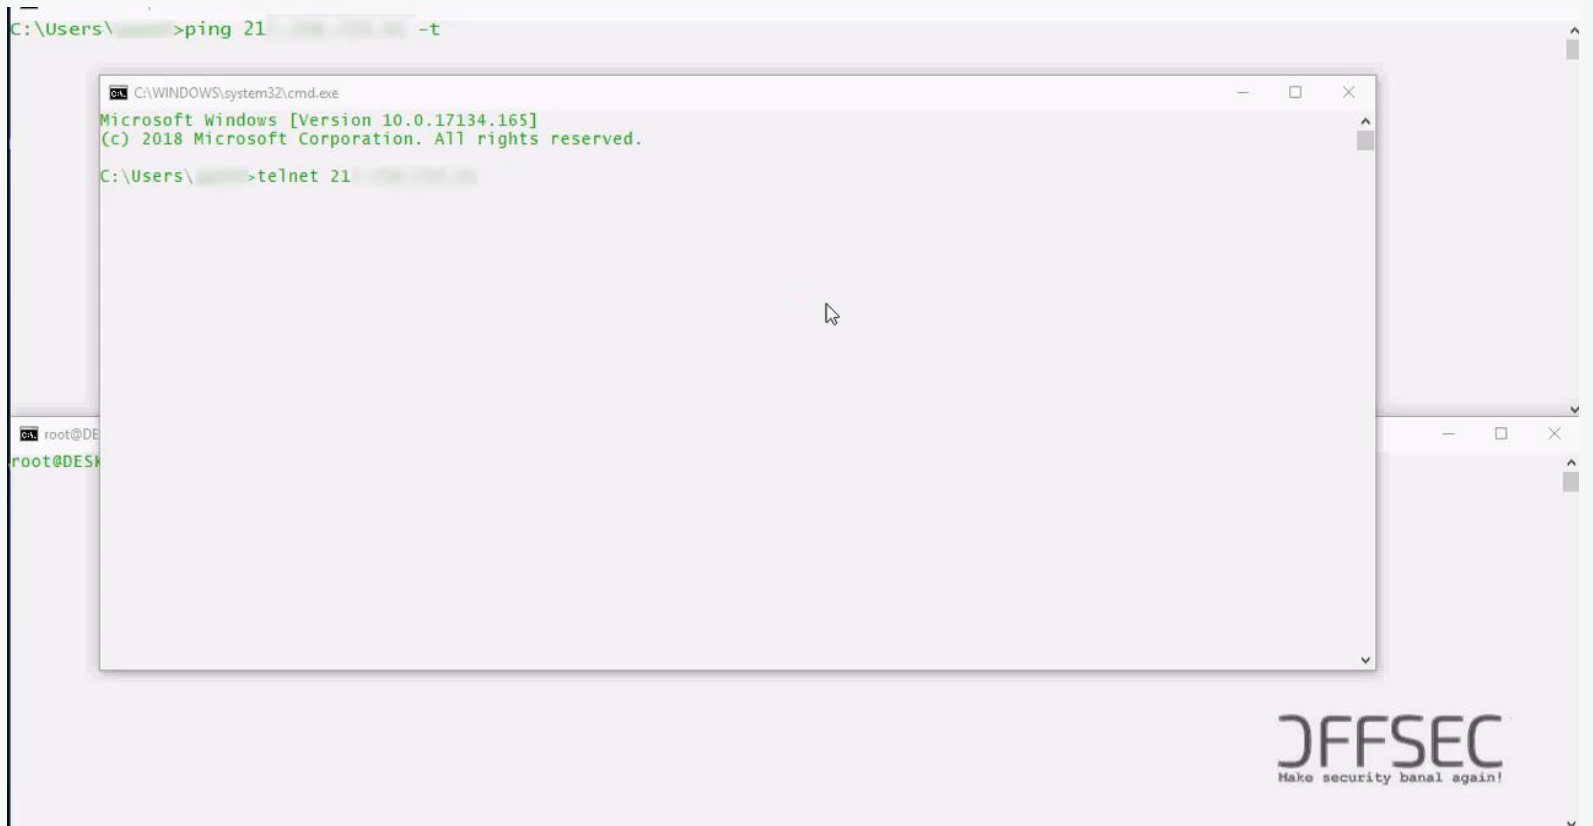 C:\Users\ >ping 21 -t
C:\WINDOWS\system32\cmd.exe
Microsoft Windows [Version 10.0.17134.165]
(c) 2018 Microsoft Corporation. All rights reserved.
C:\Users\ >telnet 21
root@DE
root@DESK
OFFSEC
Make security banal again!